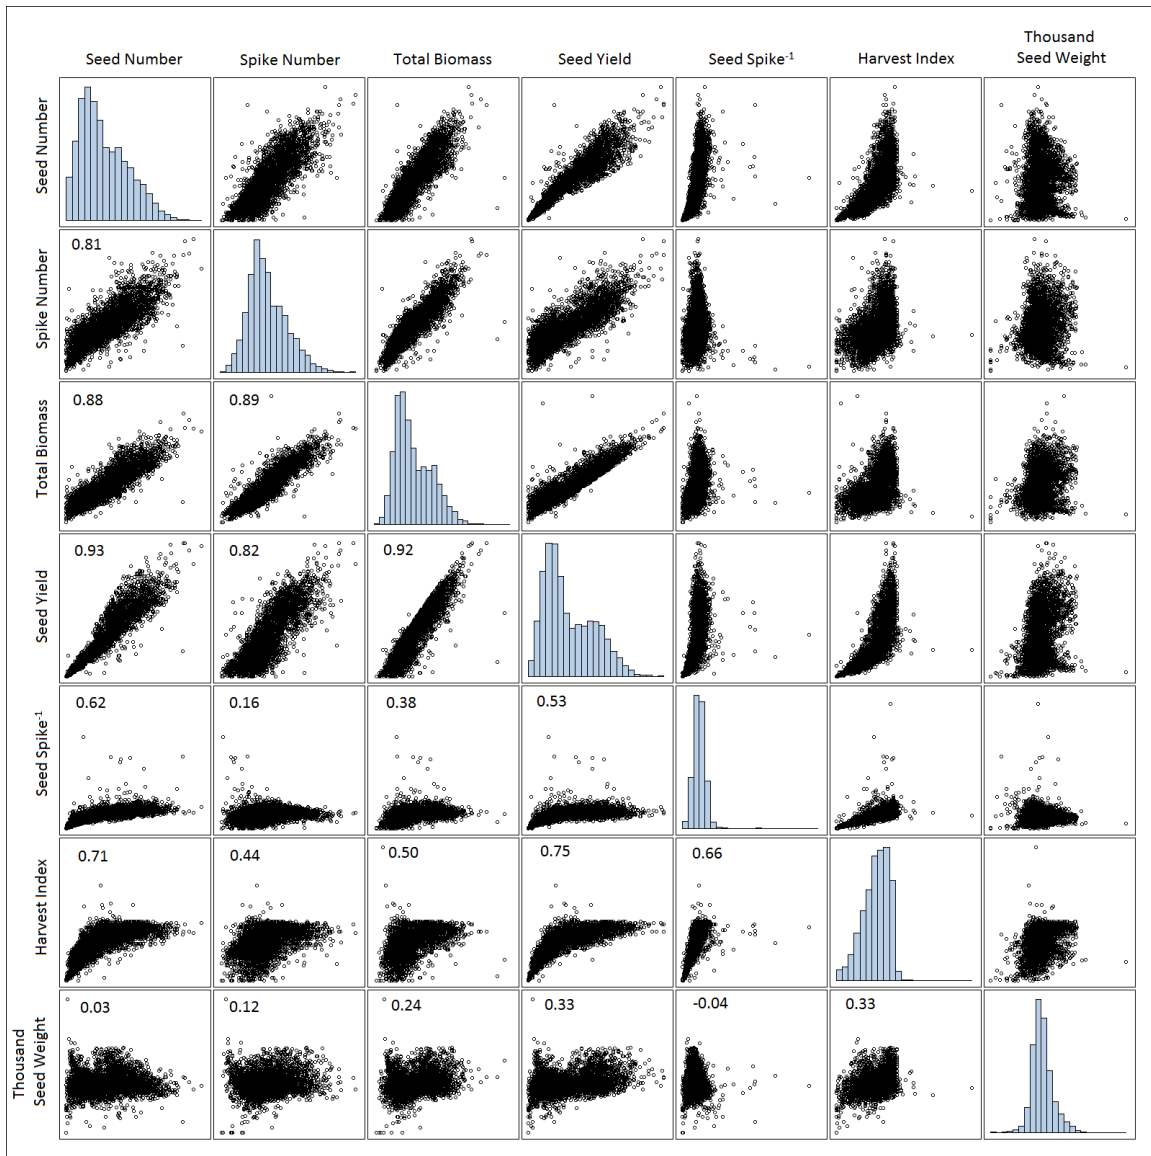 Seed Number
Spike Number
Total Biomass
Seed Yield
Seed Spike⁻¹
Harvest Index
Thousand
Seed Weight
Seed Number
Spike Number
0.81
Total Biomass
0.88
0.89
Seed Yield
0.93
0.82
0.92
Seed Spike⁻¹
0.62
0.16
0.38
0.53
Harvest Index
0.71
0.44
0.50
0.75
0.66
Thousand
Seed Weight
0.03
0.12
0.24
0.33
-0.04
0.33